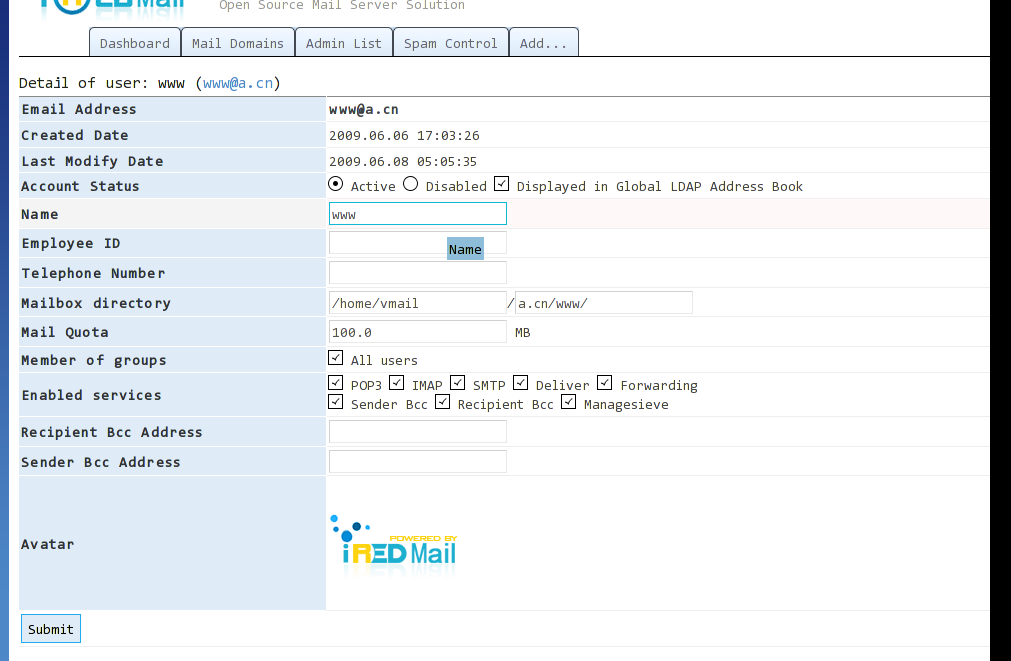 iRED Mail Open Source Mail Server Solution
Dashboard Mail Domains Admin List Spam Control Add...
Detail of user: www (www@a.cn)
Email Address www@a.cn
Created Date 2009.06.06 17:03:26
Last Modify Date 2009.06.08 05:05:35
Account Status Active Disabled Displayed in Global LDAP Address Book
Name www
Employee ID
Name
Telephone Number
Mailbox directory /home/vmail / a.cn/www/
Mail Quota 100.0 MB
Member of groups All users
Enabled services POP3 IMAP SMTP Deliver Forwarding
Sender Bcc Recipient Bcc Managesieve
Recipient Bcc Address
Sender Bcc Address
Avatar
POWERED BY
iRED Mail
Submit